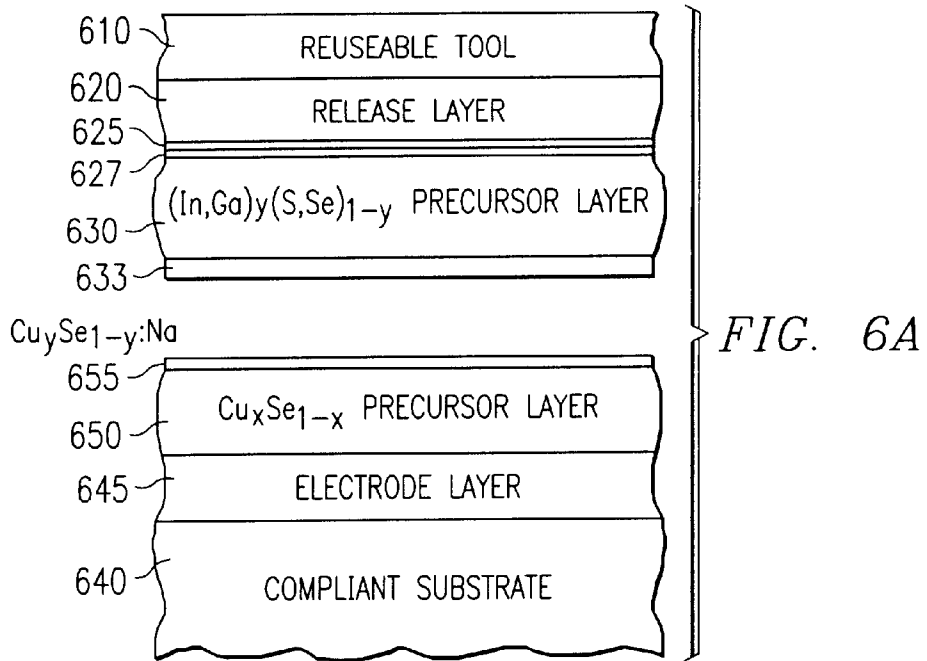 610
REUSEABLE TOOL
620
RELEASE LAYER
625
627
630
(In,Ga)y(S,Se)1-y PRECURSOR LAYER
633
CuySe1-y:Na
655
CuxSe1-x PRECURSOR LAYER
650
645
ELECTRODE LAYER
640
COMPLIANT SUBSTRATE
FIG. 6A